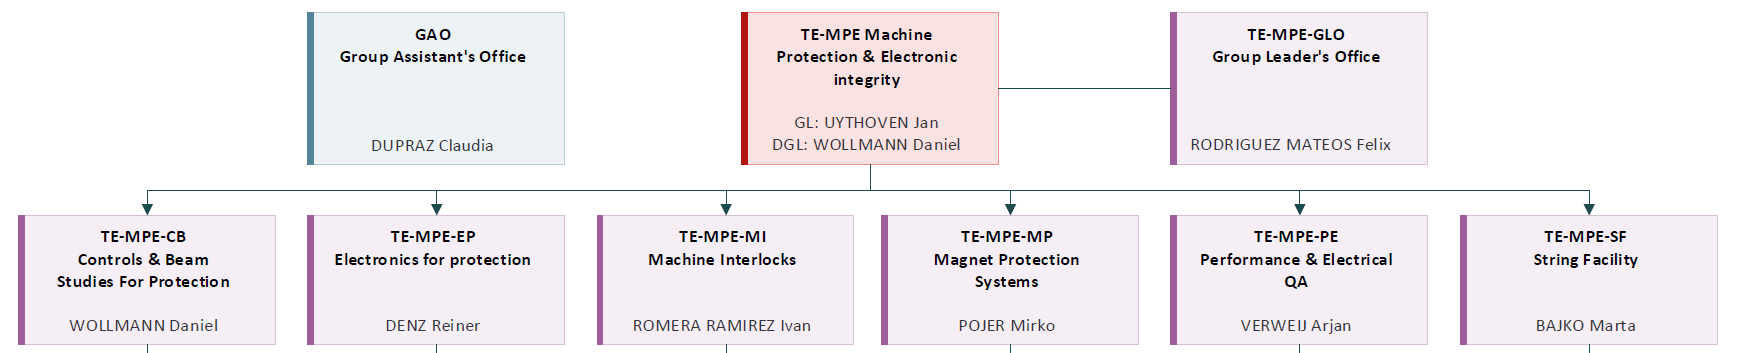 GAO
Group Assistant's Office
DUPRAZ Claudia
TE-MPE Machine
Protection & Electronic
integrity
GL: UYTHOVEN Jan
DGL: WOLLMANN Daniel
TE-MPE-GLO
Group Leader's Office
RODRIGUEZ MATEOS Felix
TE-MPE-CB
Controls & Beam
Studies For Protection
WOLLMANN Daniel
TE-MPE-EP
Electronics for protection
DENZ Reiner
TE-MPE-MI
Machine Interlocks
ROMERA RAMIREZ Ivan
TE-MPE-MP
Magnet Protection
Systems
POJER Mirko
TE-MPE-PE
Performance & Electrical
QA
VERWEIJ Arjan
TE-MPE-SF
String Facility
BAJKO Marta